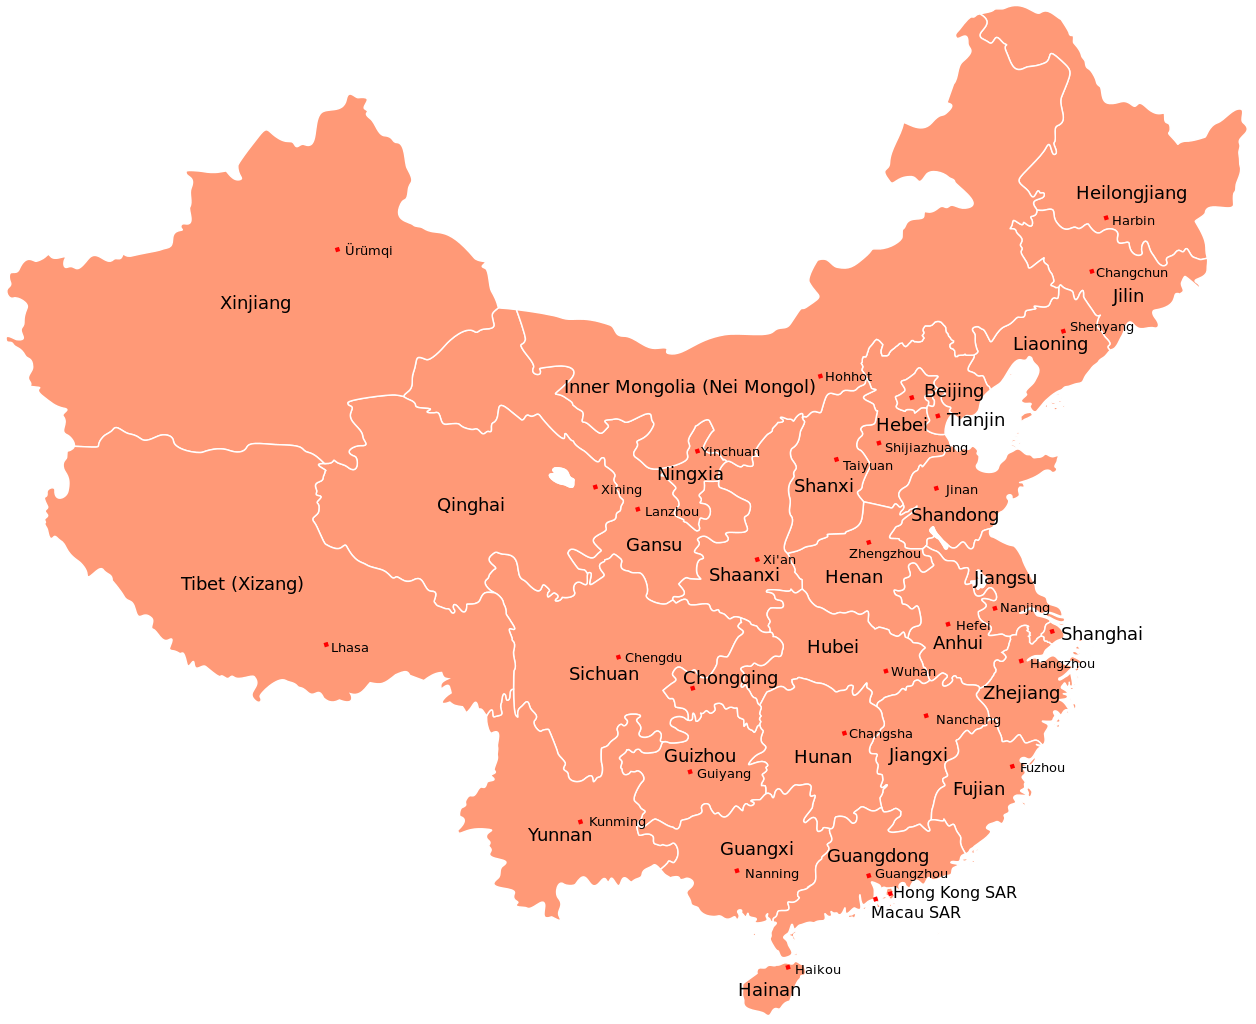 Heilongjiang
Harbin
Ürümqi
Changchun
Jilin
Xinjiang
Shenyang
Liaoning
Hohhot
Inner Mongolia (Nei Mongol)
Beijing
Tianjin
Hebei
Shijiazhuang
Yinchuan
Taiyuan
Ningxia
Shanxi
Xining
Jinan
Qinghai
Lanzhou
Shandong
Gansu
Zhengzhou
Xi'an
Shaanxi
Henan
Jiangsu
Tibet (Xizang)
Nanjing
Hefei
Shanghai
Anhui
Lhasa
Hubei
Chengdu
Hangzhou
Sichuan
Wuhan
Chongqing
Zhejiang
Nanchang
Changsha
Guizhou
Hunan
Jiangxi
Fuzhou
Guiyang
Fujian
Kunming
Yunnan
Guangxi
Guangdong
Nanning
Guangzhou
Hong Kong SAR
Macau SAR
Haikou
Hainan